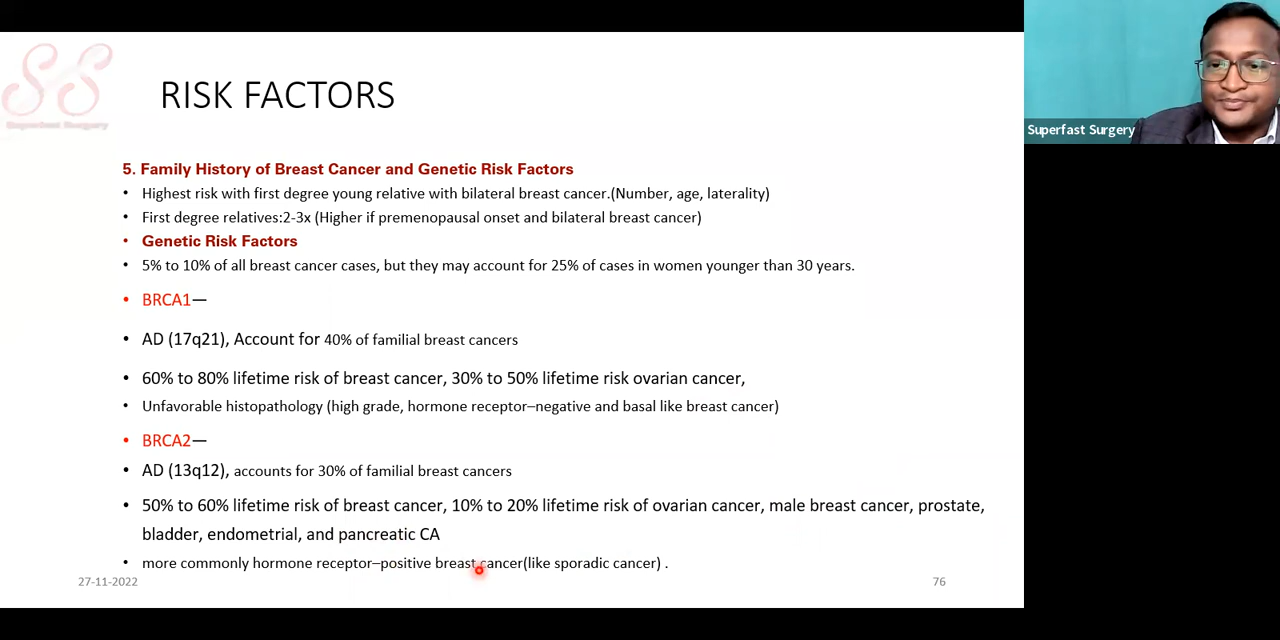 SS
Superfast Surgery
RISK FACTORS
5. Family History of Breast Cancer and Genetic Risk Factors
• Highest risk with first degree young relative with bilateral breast cancer.(Number, age, laterality)
• First degree relatives:2-3x (Higher if premenopausal onset and bilateral breast cancer)
• Genetic Risk Factors
• 5% to 10% of all breast cancer cases, but they may account for 25% of cases in women younger than 30 years.
• BRCA1—
• AD (17q21), Account for 40% of familial breast cancers
• 60% to 80% lifetime risk of breast cancer, 30% to 50% lifetime risk ovarian cancer,
• Unfavorable histopathology (high grade, hormone receptor–negative and basal like breast cancer)
• BRCA2—
• AD (13q12), accounts for 30% of familial breast cancers
• 50% to 60% lifetime risk of breast cancer, 10% to 20% lifetime risk of ovarian cancer, male breast cancer, prostate,
bladder, endometrial, and pancreatic CA
• more commonly hormone receptor–positive breast cancer(like sporadic cancer) .
27-11-2022
76
Superfast Surgery